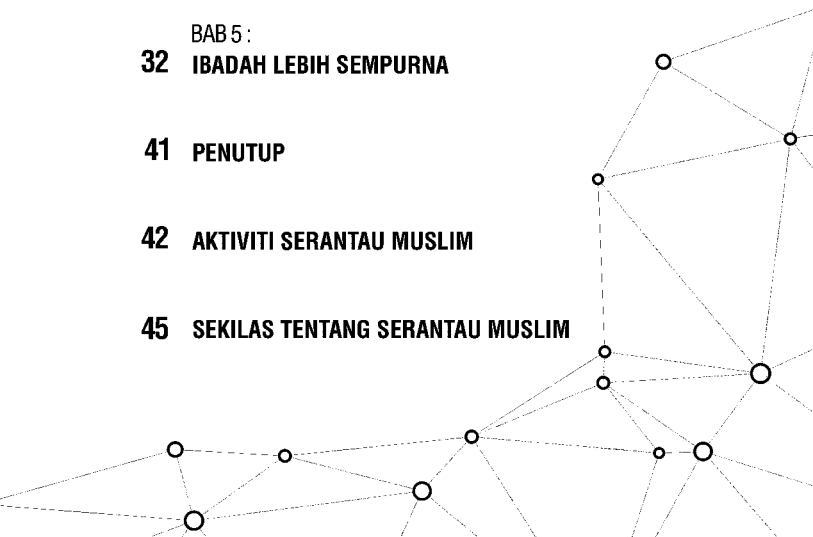 BAB 5 :
32 IBADAH LEBIH SEMPURNA
41 PENUTUP
42 AKTIVITI SERANTAU MUSLIM
45 SEKILAS TENTANG SERANTAU MUSLIM